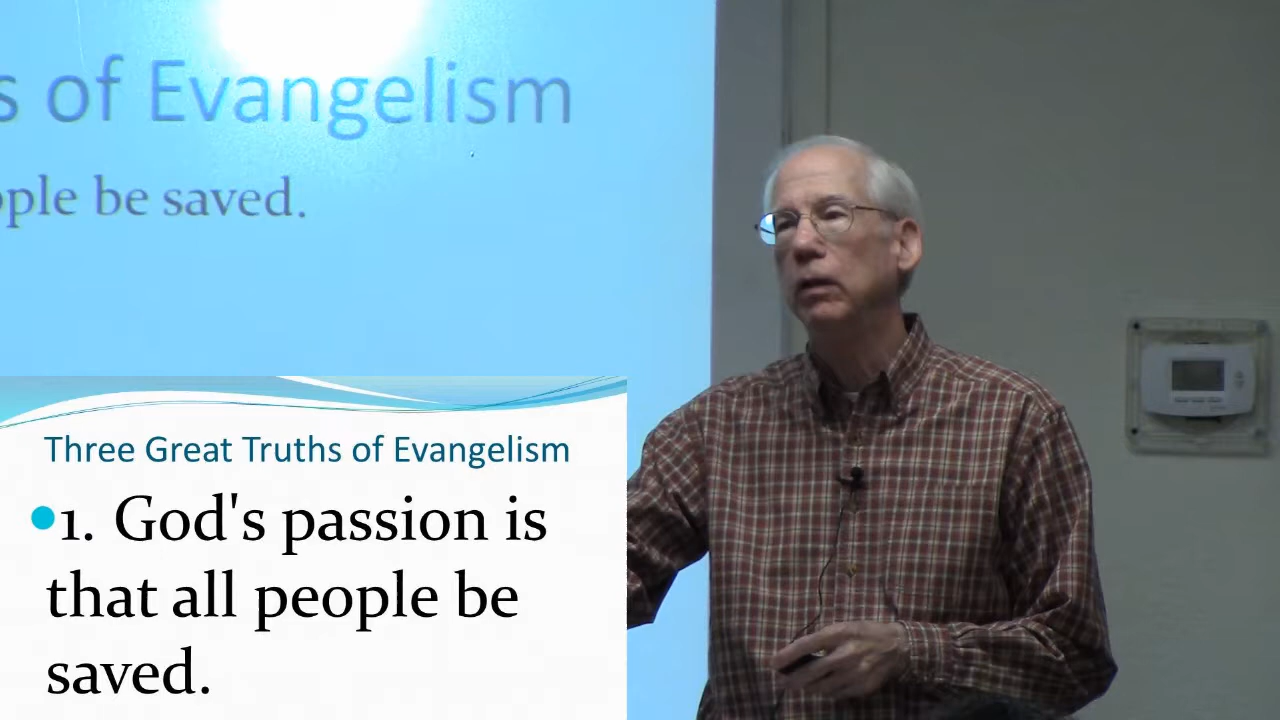 s of Evangelism
ople be saved.
Three Great Truths of Evangelism
1. God's passion is
that all people be
saved.